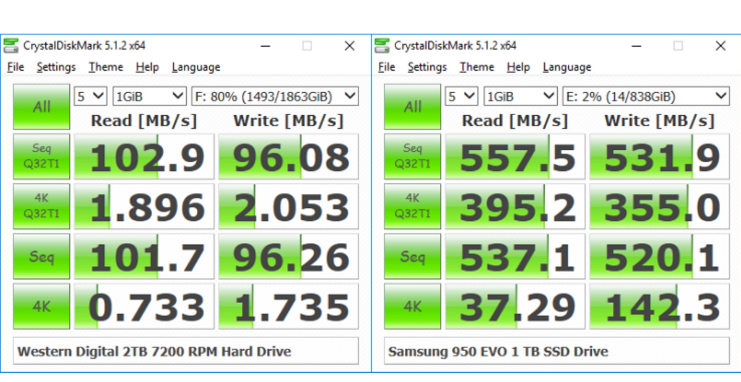 CrystalDiskMark 5.1.2 x64
File Settings Theme Help Language
All 5 1GiB F: 80% (1493/1863GiB)
Read [MB/s] Write [MB/s]
Seq Q32T1 102.9 96.08
4K Q32T1 1.896 2.053
Seq 101.7 96.26
4K 0.733 1.735
Western Digital 2TB 7200 RPM Hard Drive
CrystalDiskMark 5.1.2 x64
File Settings Theme Help Language
All 5 1GiB E: 2% (14/838GiB)
Read [MB/s] Write [MB/s]
Seq Q32T1 557.5 531.9
4K Q32T1 395.2 355.0
Seq 537.1 520.1
4K 37.29 142.3
Samsung 950 EVO 1 TB SSD Drive